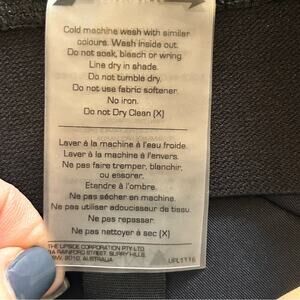 Cold machine wash with similar
colours. Wash inside out.
Do not soak, bleach or wring.
Line dry in shade.
Do not tumble dry.
Do not use fabric softener.
No iron.
Do not Dry Clean (X)
Laver à la machine à l'eau froide.
Laver à la machine à l'envers.
Ne pas faire tremper, blanchir,
ou essorer.
Etendre à l'ombre.
Ne pas sécher en machine.
Ne pas utiliser adoucisseur de tissu.
Ne pas repasser.
Ne pas nettoyer à sec (X)
THE UPSIDE CORPORATION PTY LTD
RAINFORD STREET, SURRY HILLS,
NSW, 2010, AUSTRALIA
UPL1116